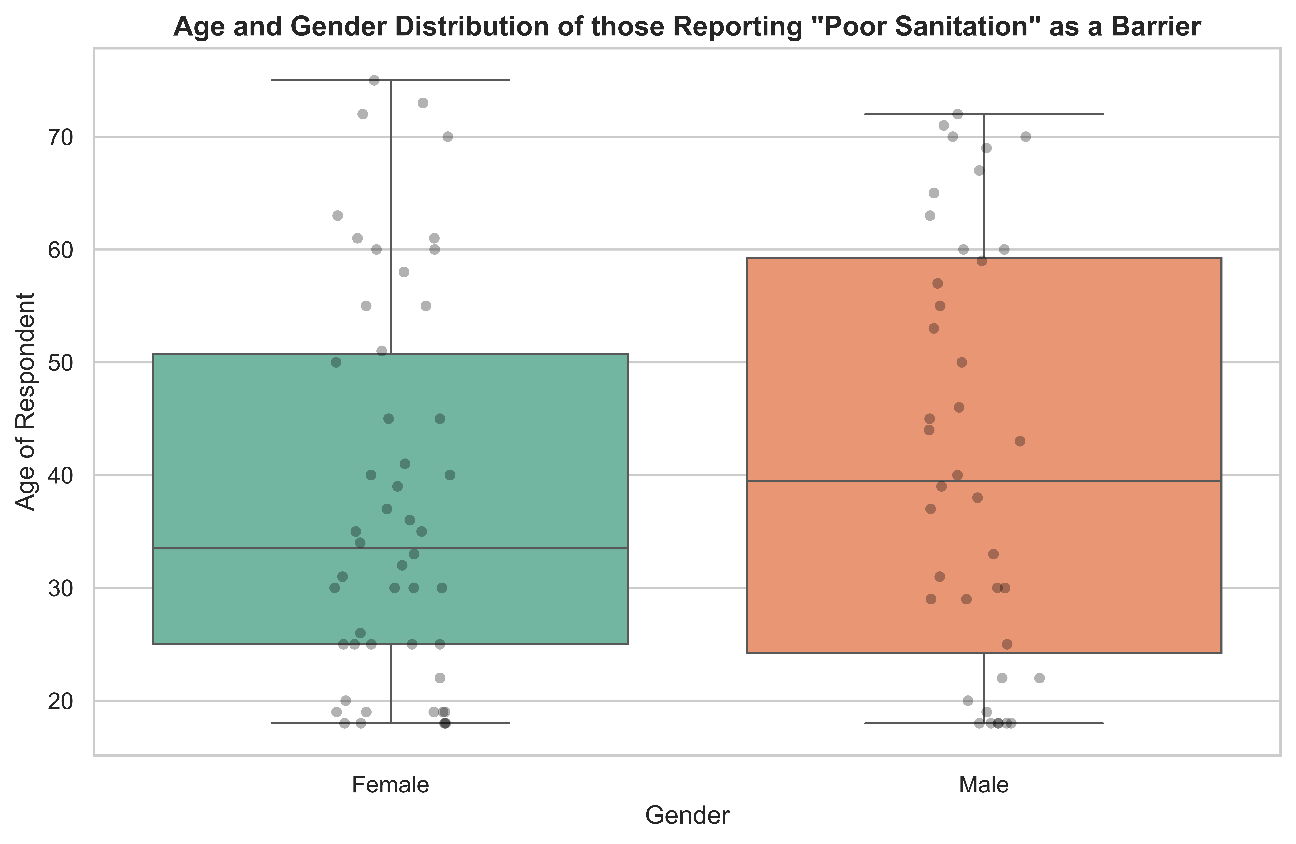 Age and Gender Distribution of those Reporting "Poor Sanitation" as a Barrier
Age of Respondent
70
60
50
40
30
20
Female
Male
Gender